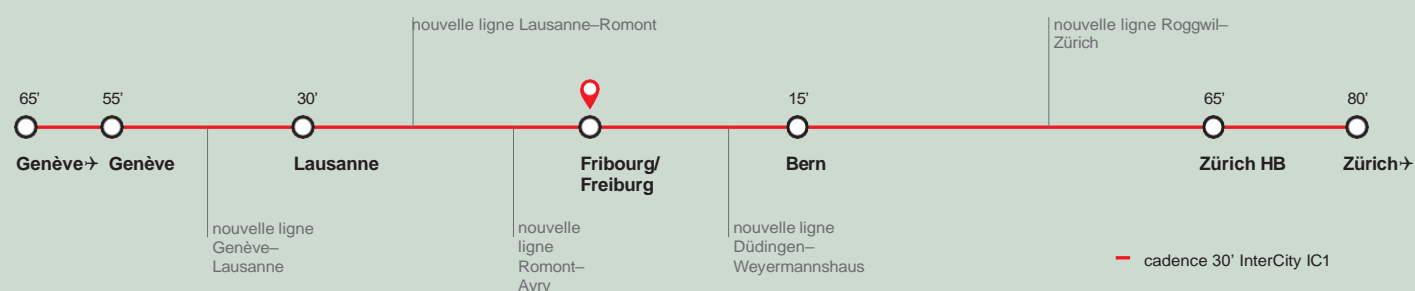 nouvelle ligne Lausanne–Romont
nouvelle ligne Roggwil–
Zürich
65’
55’
30’
15’
65’
80’
Genève✈
Genève
Lausanne
Fribourg/
Freiburg
Bern
Zürich HB
Zürich✈
nouvelle ligne
Genève–
Lausanne
nouvelle
ligne
Romont–
Avry
nouvelle ligne
Düdingen–
Weyermannshaus
cadence 30’ InterCity IC1